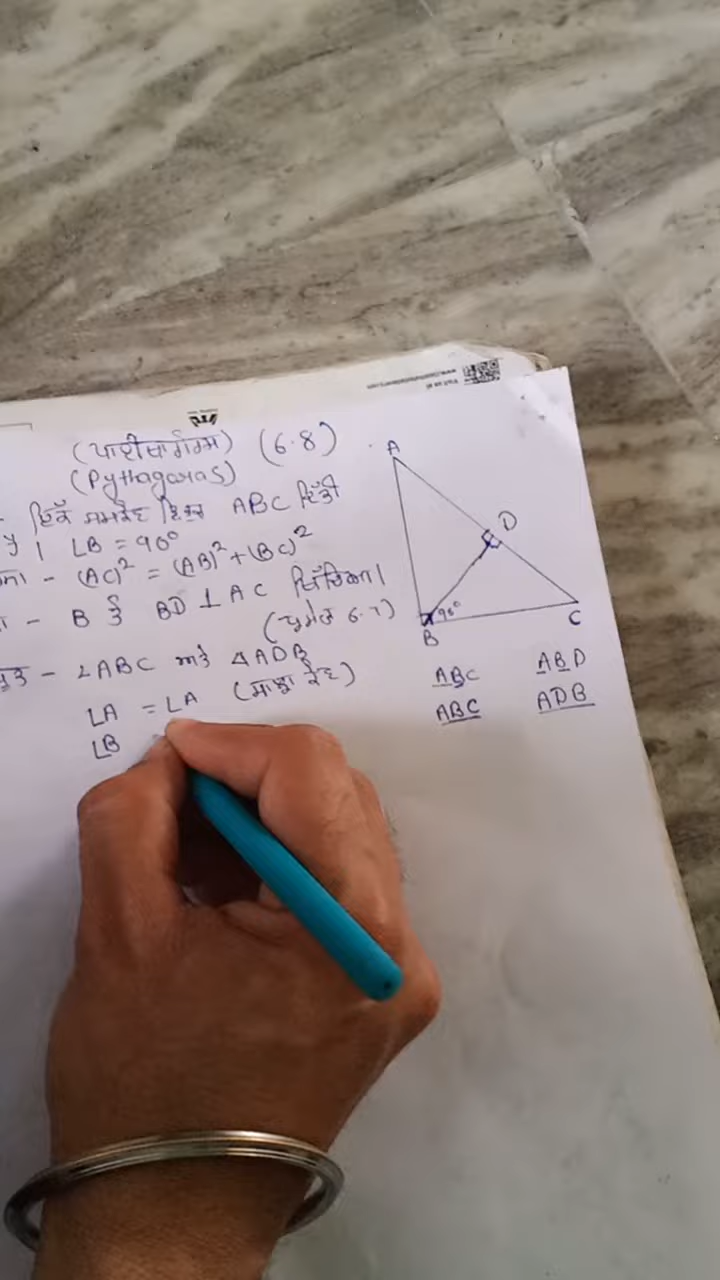 (ਪਾਈਥਾਗੋਰਸ) (6.8)
(Pythagoras)
ਇੱਕ ਸਮਕੋਣ ਤ੍ਰਿਭੁਜ ABC ਦਿੱਤੀ
। ∠B = 90°
(AC)² = (AB)² + (BC)²
- B ਤੋਂ BD ⊥ AC ਖਿੱਚਿਆ।
(ਪ੍ਰਮੇਯ 6.7)
- ∠ABC ਅਤੇ ΔADB
∠A = ∠A (ਸਾਂਝਾ ਕੋਣ)
∠B
A
D
90°
B
C
ABC ABD
ABC ADB